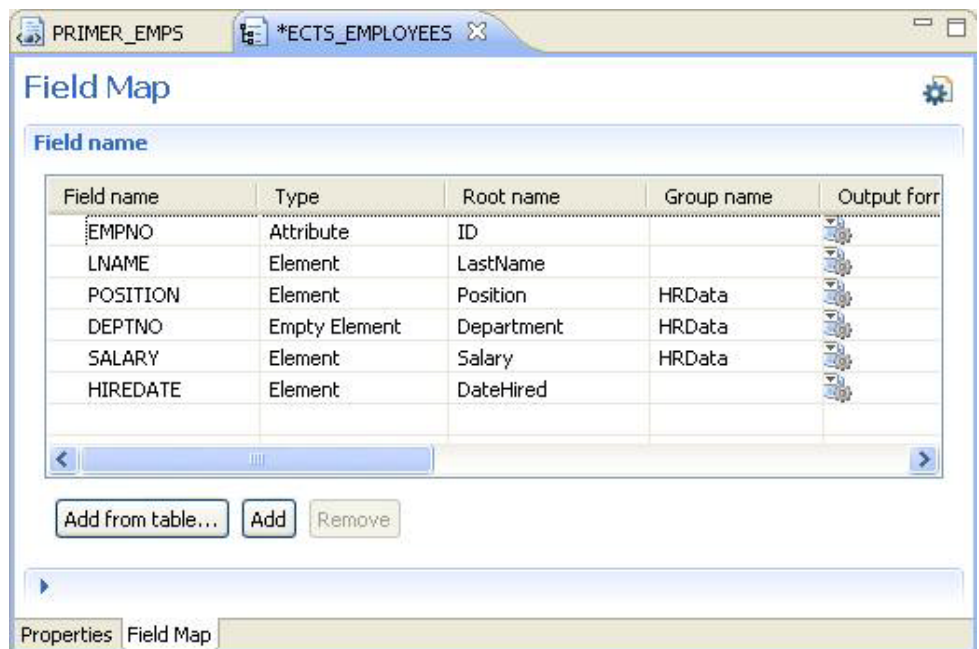 PRIMER_EMPS *ECTS_EMPLOYEES
Field Map
Field name
Field name Type Root name Group name Output forr
EMPNO Attribute ID
LNAME Element LastName
POSITION Element Position HRData
DEPTNO Empty Element Department HRData
SALARY Element Salary HRData
HIREDATE Element DateHired
Add from table... Add Remove
Properties Field Map